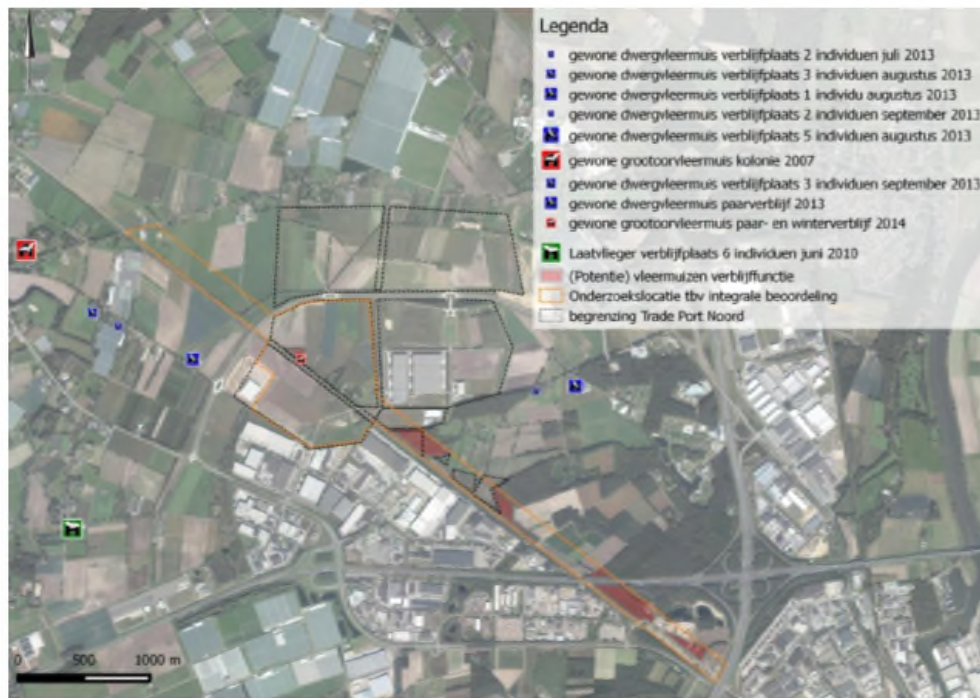 Legenda
gewone dwergvleermuis verblijfplaats 2 individuen juli 2013
gewone dwergvleermuis verblijfplaats 3 individuen augustus 2013
gewone dwergvleermuis verblijfplaats 1 individu augustus 2013
gewone dwergvleermuis verblijfplaats 2 individuen september 2013
gewone dwergvleermuis verblijfplaats 5 individuen augustus 2013
gewone grootoorvleermuis kolonie 2007
gewone dwergvleermuis verblijfplaats 3 individuen september 2013
gewone dwergvleermuis paarverblijf 2013
gewone grootoorvleermuis paar- en winterverblijf 2014
Laatvlieger verblijfplaats 6 individuen juni 2010
(Potentie) vleermuizen verblijffunctie
Onderzoekslocatie tbv integrale beoordeling
begrenzing Trade Port Noord
0 500 1000 m